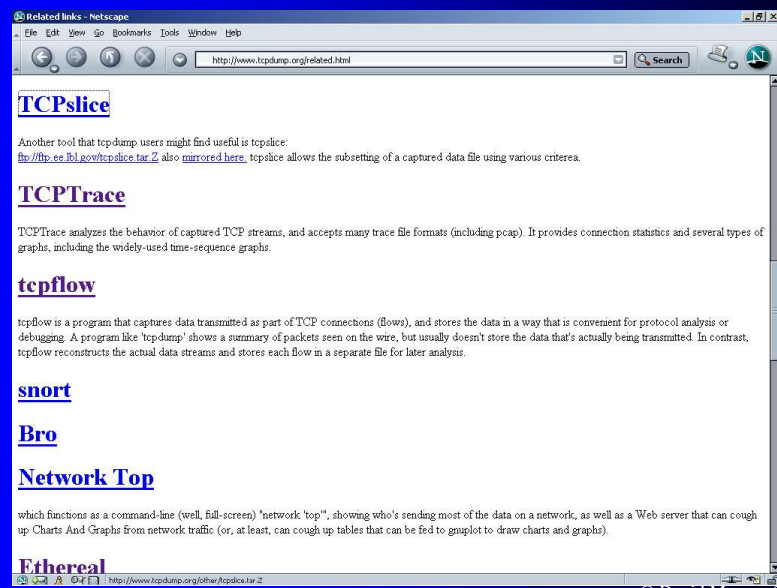 Related links - Netscape
File Edit View Go Bookmarks Tools Window Help
http://www.tcpdump.org/related.html
Search
N
TCPslice
Another tool that tcpdump users might find useful is tcpslice:
ftp://ftp.ee.lbl.gov/tcpslice.tar.Z also mirrored here. tcpslice allows the subsetting of a captured data file using various criterea.
TCPTrace
TCPTrace analyzes the behavior of captured TCP streams, and accepts many trace file formats (including pcap). It provides connection statistics and several types of
graphs, including the widely-used time-sequence graphs.
tcpflow
tcpflow is a program that captures data transmitted as part of TCP connections (flows), and stores the data in a way that is convenient for protocol analysis or
debugging. A program like 'tcpdump' shows a summary of packets seen on the wire, but usually doesn't store the data that's actually being transmitted. In contrast,
tcpflow reconstructs the actual data streams and stores each flow in a separate file for later analysis.
snort
Bro
Network Top
which functions as a command-line (well, full-screen) "network 'top'", showing who's sending most of the data on a network, as well as a Web server that can cough
up Charts And Graphs from network traffic (or, at least, can cough up tables that can be fed to gnuplot to draw charts and graphs).
Ethereal
http://www.tcpdump.org/other/tcpslice.tar.Z